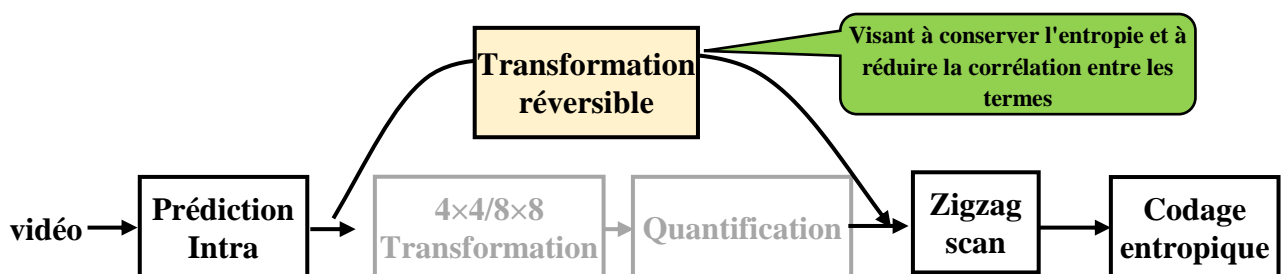 Transformation
réversible
Visant à conserver l'entropie et à
réduire la corrélation entre les
termes
vidéo
Prédiction
Intra
4×4/8×8
Transformation
Quantification
Zigzag
scan
Codage
entropique